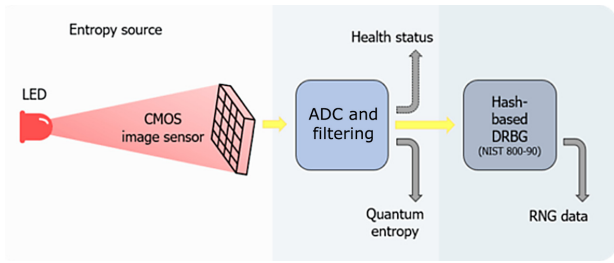 Entropy source
LED
CMOS
image sensor
Health status
ADC and
filtering
Quantum
entropy
Hash-
based
DRBG
(NIST 800-90)
RNG data